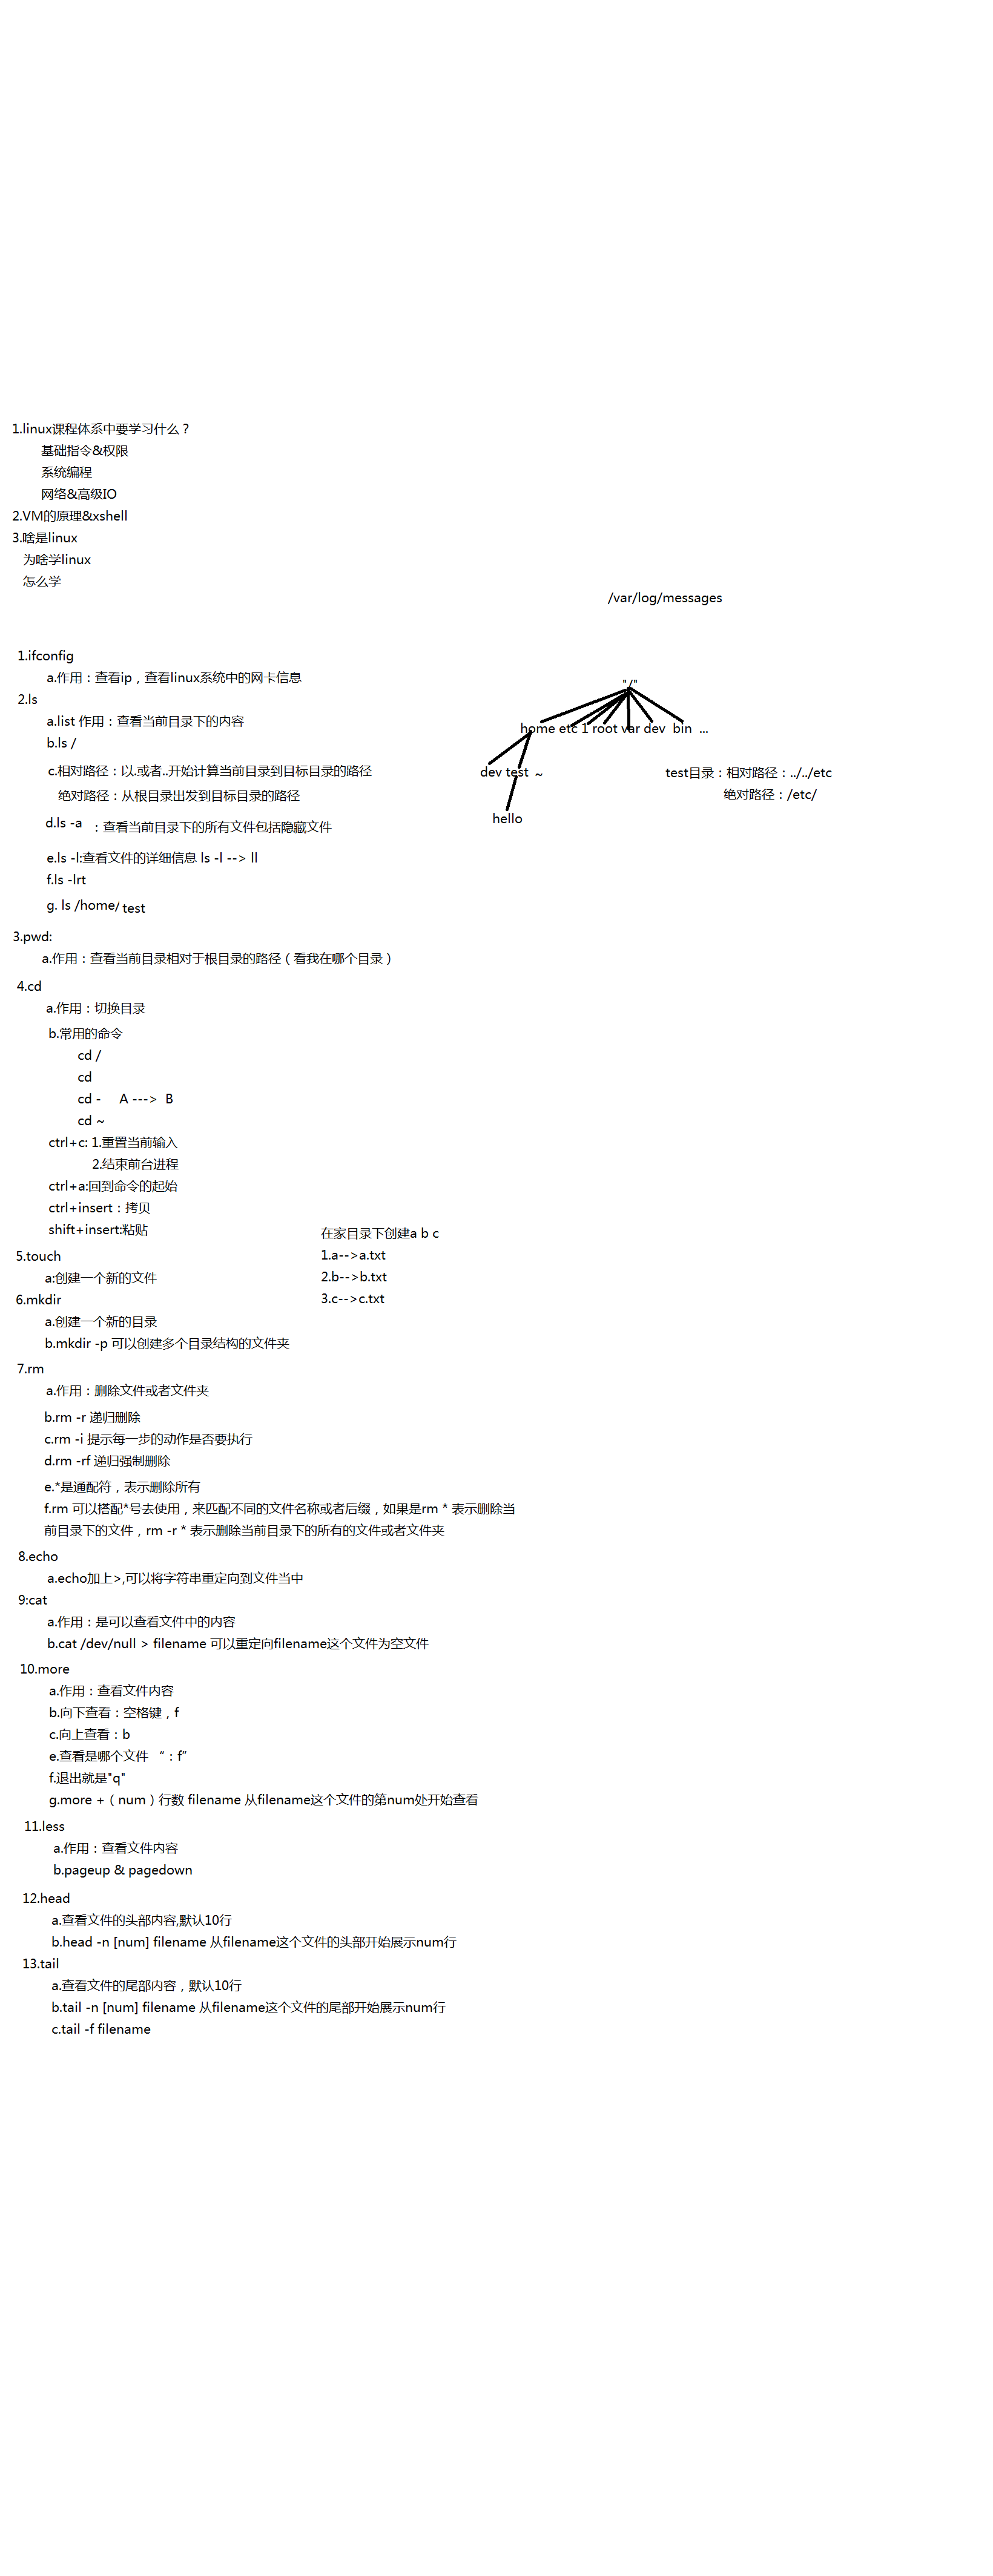 1.linux课程体系中要学习什么？
基础指令&权限
系统编程
网络&高级IO
2.VM的原理&xshell
3.啥是linux
为啥学linux
怎么学
/var/log/messages
1.ifconfig
a.作用：查看ip，查看linux系统中的网卡信息
2.ls
a.list 作用：查看当前目录下的内容
b.ls /
c.相对路径：以.或者..开始计算当前目录到目标目录的路径
绝对路径：从根目录出发到目标目录的路径
d.ls -a ：查看当前目录下的所有文件包括隐藏文件
e.ls -l:查看文件的详细信息 ls -l --> ll
f.ls -lrt
g. ls /home/ test
"/"
home etc 1 root var dev bin ...
dev test ~
hello
test目录：相对路径：../../etc
绝对路径：/etc/
3.pwd:
a.作用：查看当前目录相对于根目录的路径（看我在哪个目录）
4.cd
a.作用：切换目录
b.常用的命令
cd /
cd
cd - A ---> B
cd ~
ctrl+c: 1.重置当前输入
2.结束前台进程
ctrl+a:回到命令的起始
ctrl+insert：拷贝
shift+insert:粘贴
在家目录下创建a b c
1.a-->a.txt
2.b-->b.txt
3.c-->c.txt
5.touch
a:创建一个新的文件
6.mkdir
a.创建一个新的目录
b.mkdir -p 可以创建多个目录结构的文件夹
7.rm
a.作用：删除文件或者文件夹
b.rm -r 递归删除
c.rm -i 提示每一步的动作是否要执行
d.rm -rf 递归强制删除
e.*是通配符，表示删除所有
f.rm 可以搭配*号去使用，来匹配不同的文件名称或者后缀，如果是rm * 表示删除当
前目录下的文件，rm -r * 表示删除当前目录下的所有的文件或者文件夹
8.echo
a.echo加上>,可以将字符串重定向到文件当中
9:cat
a.作用：是可以查看文件中的内容
b.cat /dev/null > filename 可以重定向filename这个文件为空文件
10.more
a.作用：查看文件内容
b.向下查看：空格键，f
c.向上查看：b
e.查看是哪个文件 “：f”
f.退出就是"q"
g.more +（num）行数 filename 从filename这个文件的第num处开始查看
11.less
a.作用：查看文件内容
b.pageup & pagedown
12.head
a.查看文件的头部内容,默认10行
b.head -n [num] filename 从filename这个文件的头部开始展示num行
13.tail
a.查看文件的尾部内容，默认10行
b.tail -n [num] filename 从filename这个文件的尾部开始展示num行
c.tail -f filename